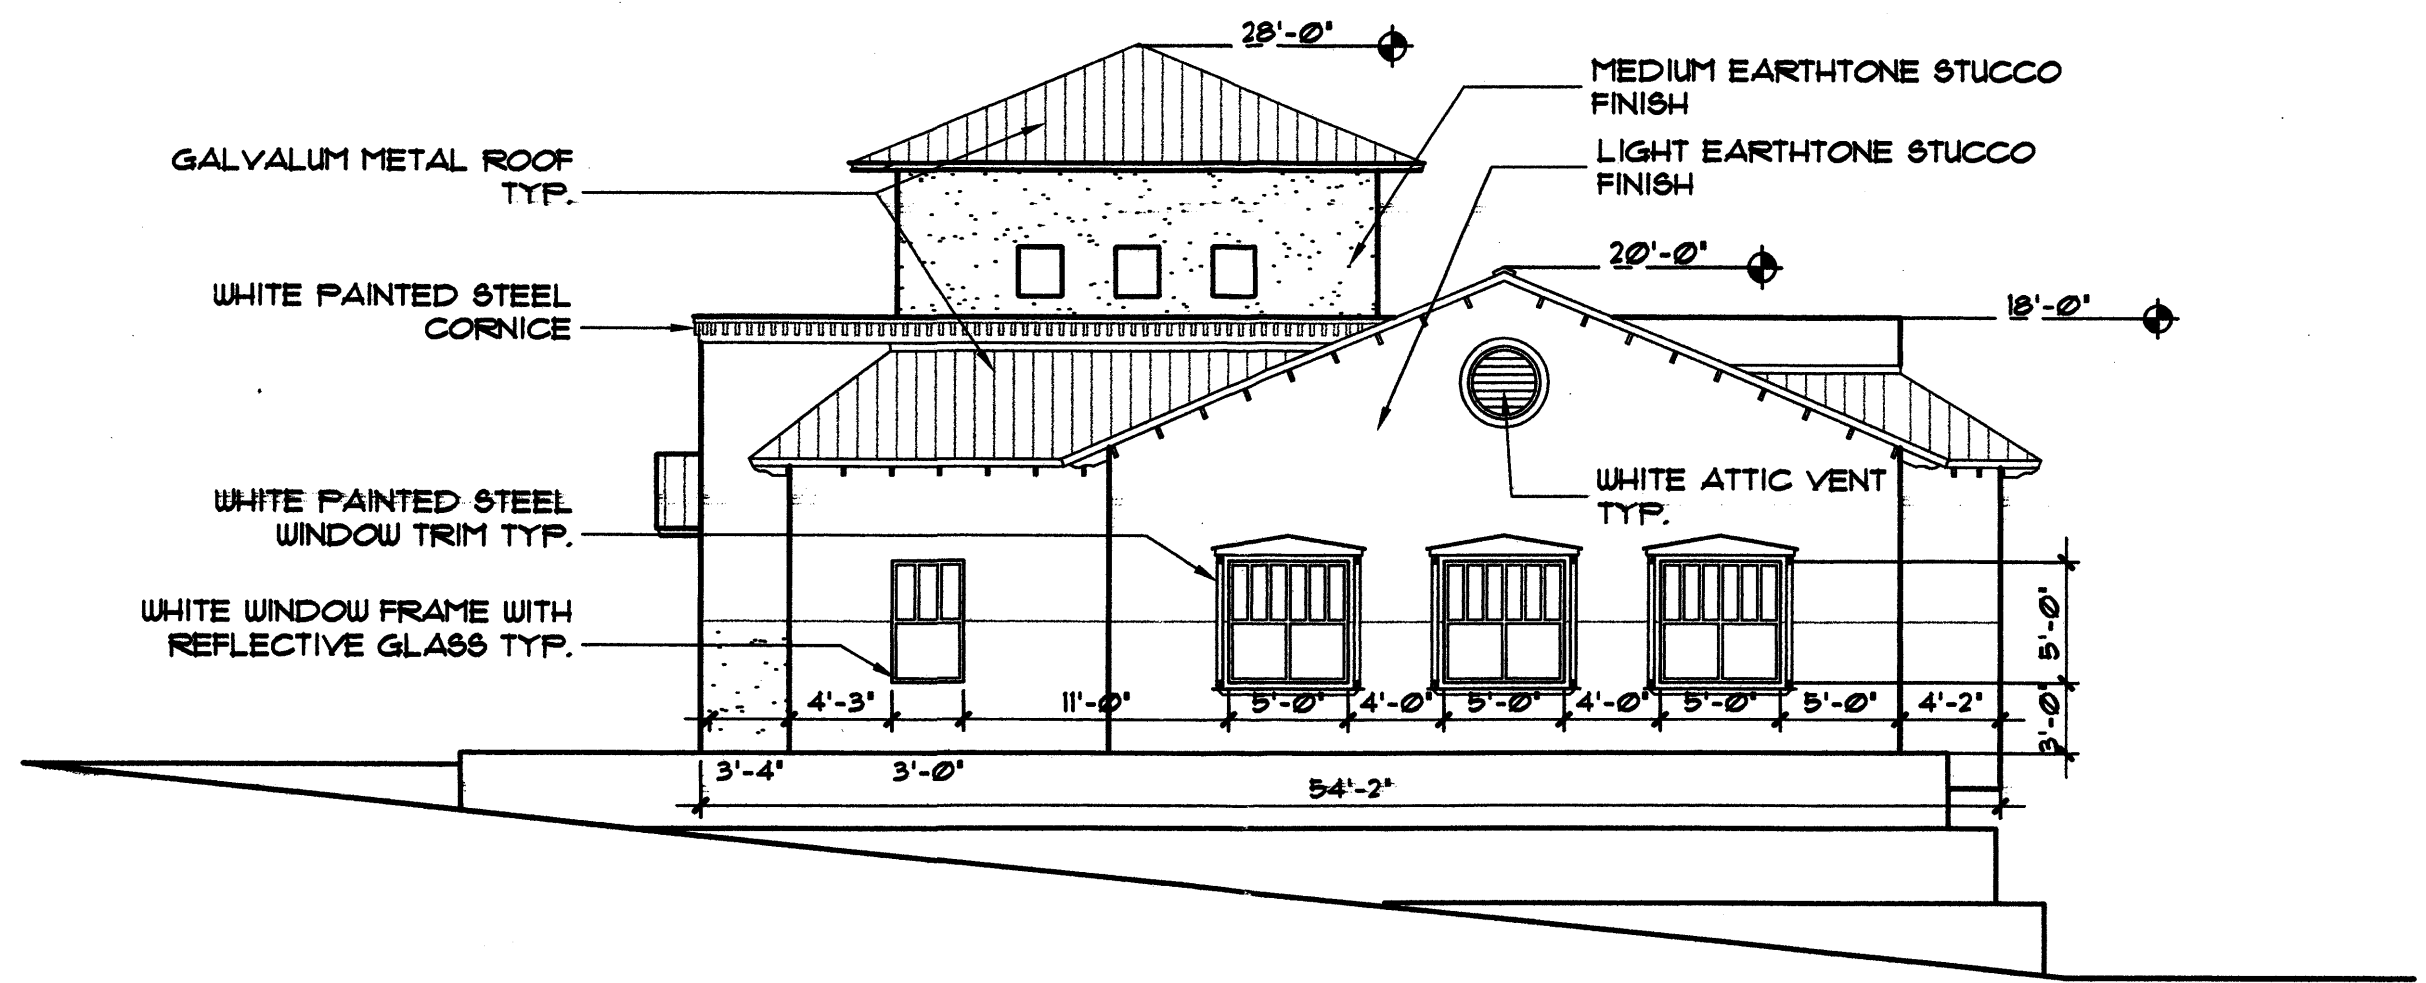 28'-0"
MEDIUM EARTHTONE STUCCO
FINISH
GALVALUM METAL ROOF
TYP.
LIGHT EARTHTONE STUCCO
FINISH
20'-0"
WHITE PAINTED STEEL
CORNICE
18'-0"
WHITE ATTIC VENT
TYP.
WHITE PAINTED STEEL
WINDOW TRIM TYP.
WHITE WINDOW FRAME WITH
REFLECTIVE GLASS TYP.
5'-0"
3'-0"
4'-3" 11'-0" 5'-0" 4'-0" 5'-0" 4'-0" 5'-0" 5'-0" 4'-2"
3'-4" 3'-0"
54'-2"